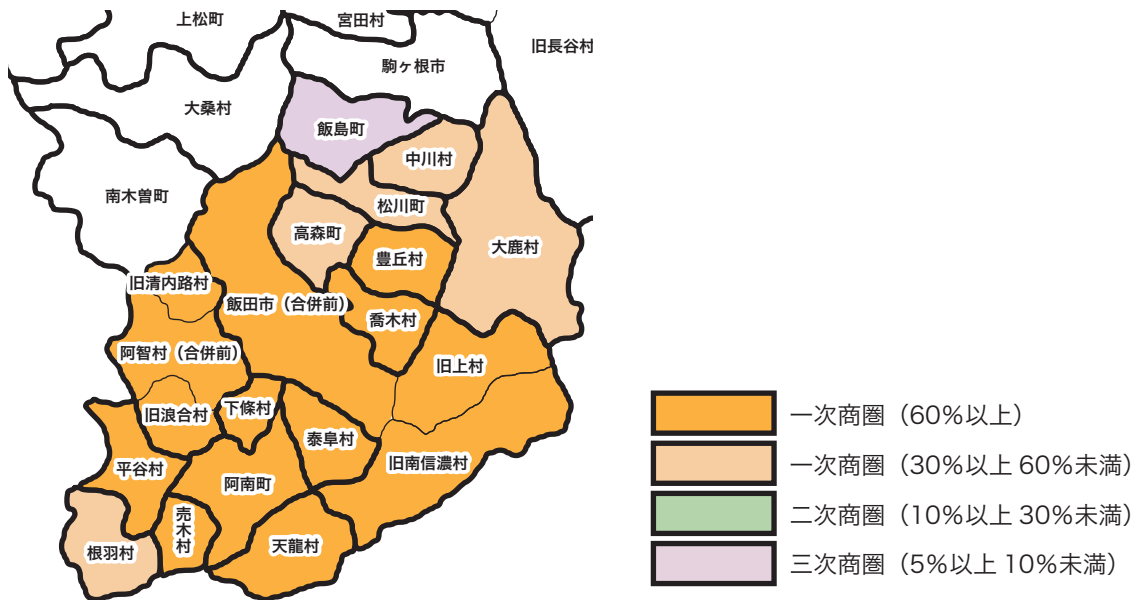 上松町
宮田村
旧長谷村
駒ヶ根市
大桑村
飯島町
中川村
南木曽町
松川町
高森町
大鹿村
豊丘村
旧清内路村
飯田市（合併前）
喬木村
阿智村（合併前）
旧上村
下條村
旧浪合村
泰阜村
旧南信濃村
平谷村
阿南町
売木村
天龍村
根羽村
一次商圏（60％以上）
一次商圏（30％以上 60％未満）
二次商圏（10％以上 30％未満）
三次商圏（5％以上 10％未満）